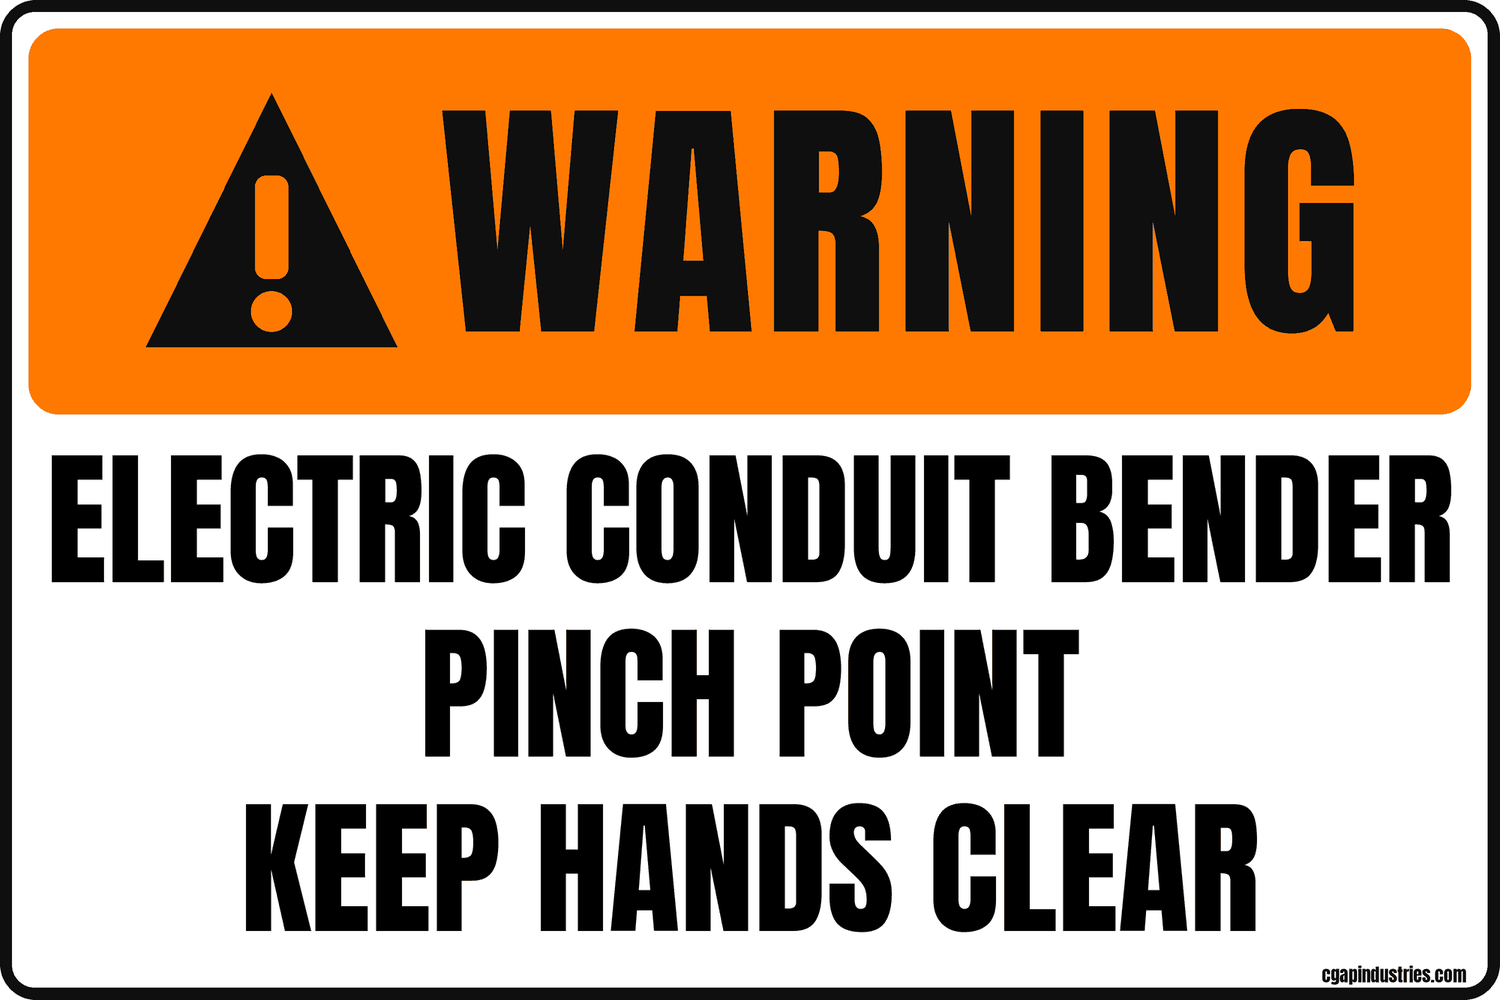 WARNING
ELECTRIC CONDUIT BENDER
PINCH POINT
KEEP HANDS CLEAR
cgapindustries.com